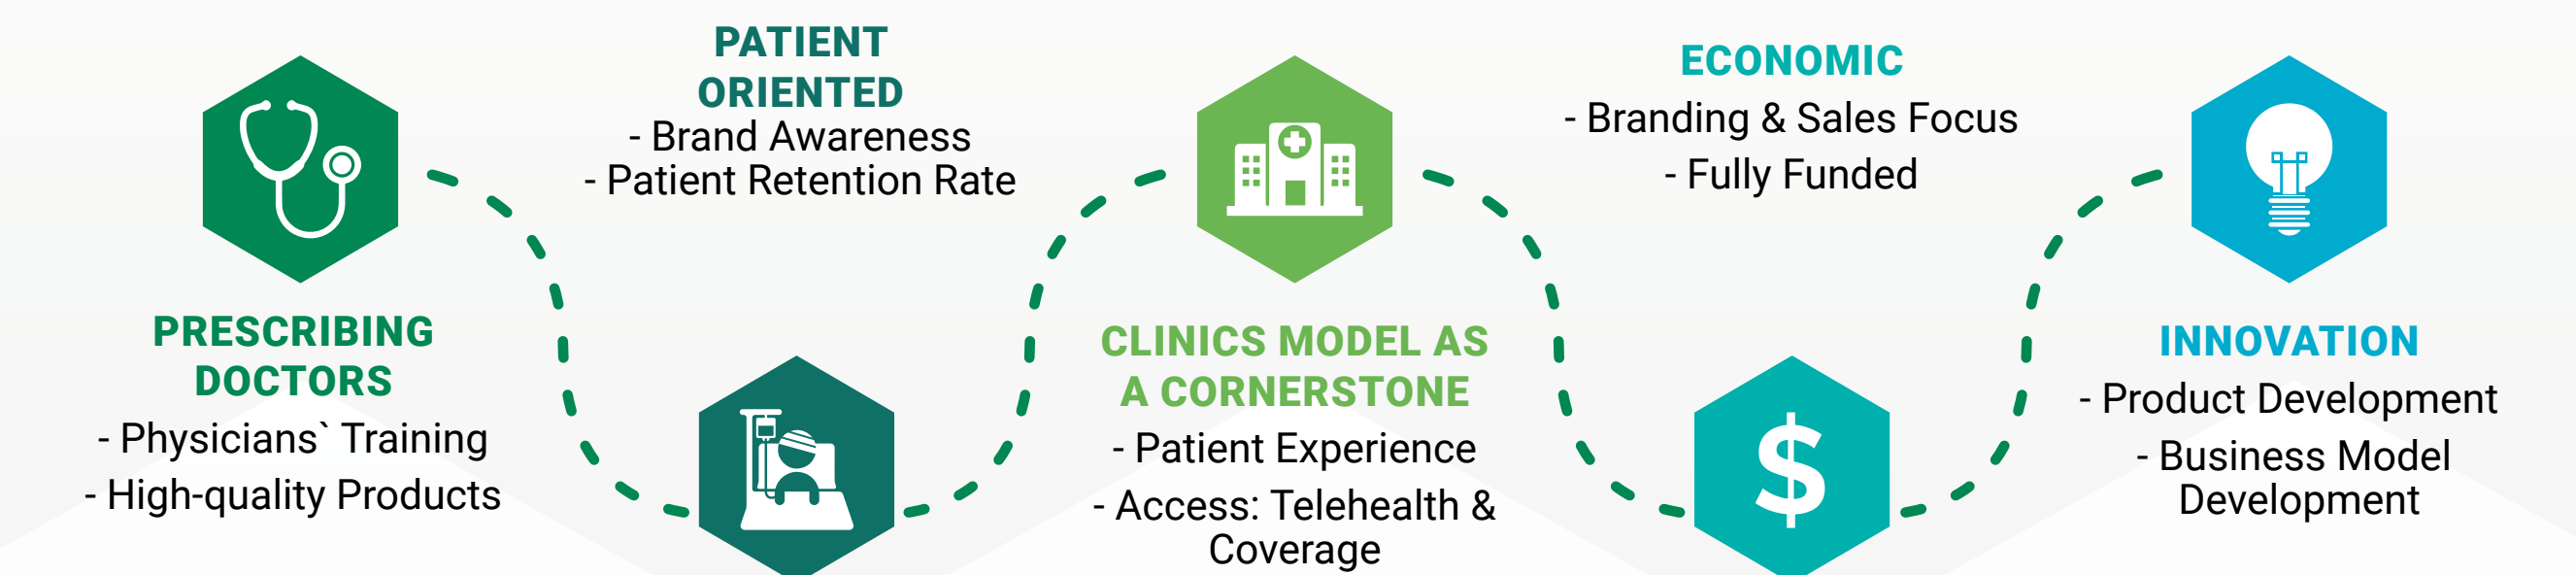 PRESCRIBING
DOCTORS
- Physicians` Training
- High-quality Products
PATIENT
ORIENTED
- Brand Awareness
- Patient Retention Rate
CLINICS MODEL AS
A CORNERSTONE
- Patient Experience
- Access: Telehealth &
Coverage
ECONOMIC
- Branding & Sales Focus
- Fully Funded
$
INNOVATION
- Product Development
- Business Model
Development